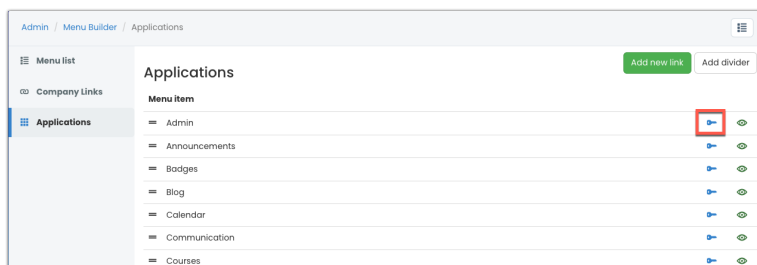 Admin / Menu Builder / Applications
Menu list
Company Links
Applications
Applications
Add new link
Add divider
Menu item
Admin
Announcements
Badges
Blog
Calendar
Communication
Courses